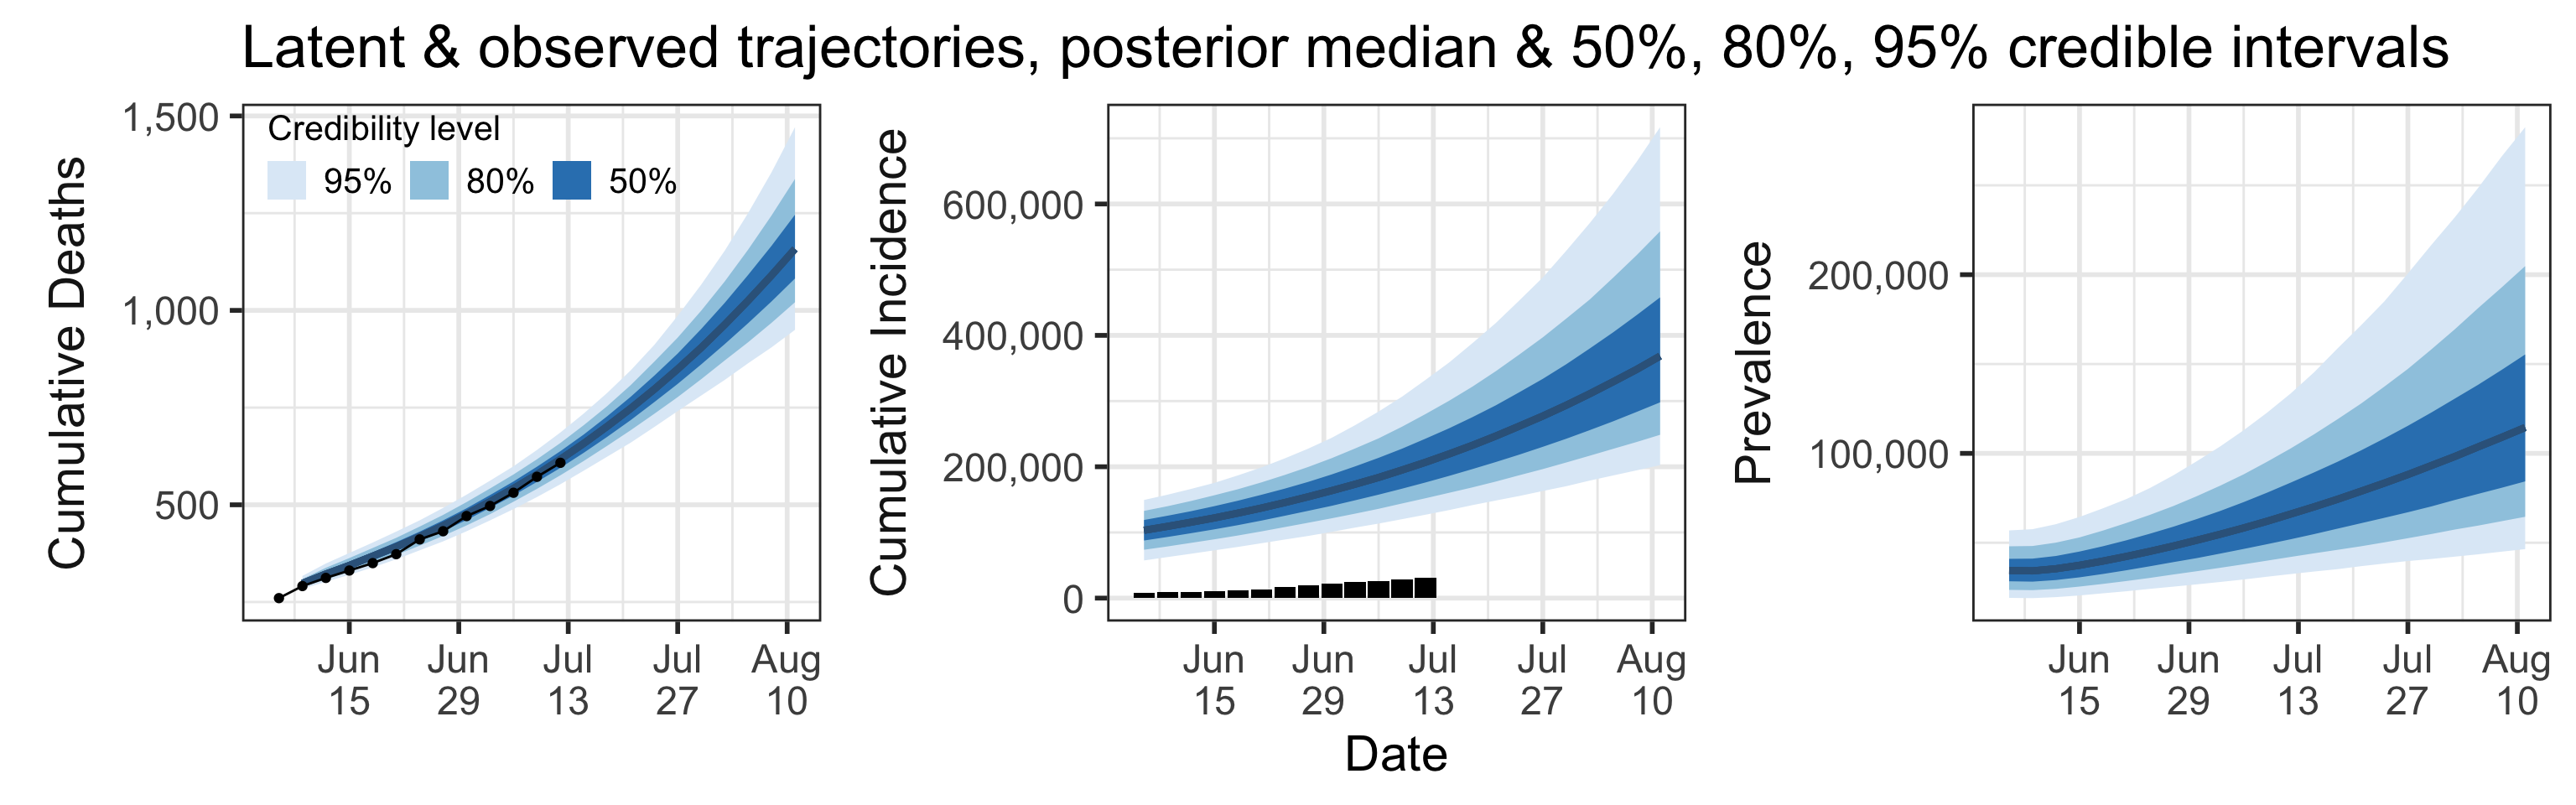 Latent & observed trajectories, posterior median & 50%, 80%, 95% credible intervals
Cumulative Deaths
1,500
1,000
500
Credibility level
95% 80% 50%
Jun 15
Jun 29
Jul 13
Jul 27
Aug 10
Cumulative Incidence
600,000
400,000
200,000
0
Jun 15
Jun 29
Jul 13
Jul 27
Aug 10
Prevalence
200,000
100,000
Jun 15
Jun 29
Jul 13
Jul 27
Aug 10
Date